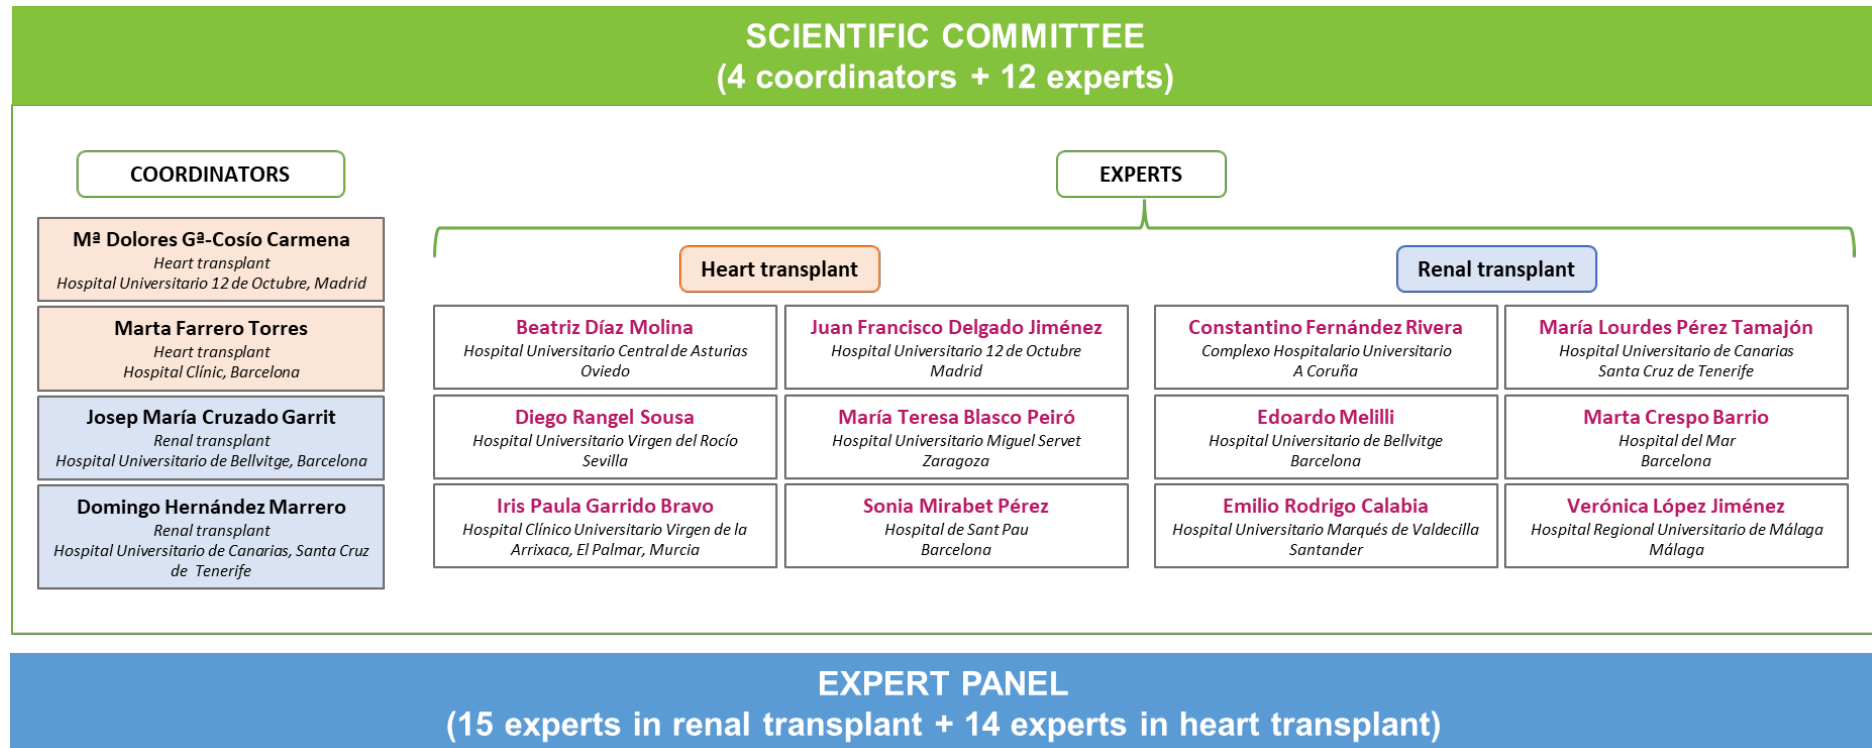 SCIENTIFIC COMMITTEE
(4 coordinators + 12 experts)
COORDINATORS
Mª Dolores Gª-Cosío Carmena
Heart transplant
Hospital Universitario 12 de Octubre, Madrid
Marta Farrero Torres
Heart transplant
Hospital Clínic, Barcelona
Josep María Cruzado Garrit
Renal transplant
Hospital Universitario de Bellvitge, Barcelona
Domingo Hernández Marrero
Renal transplant
Hospital Universitario de Canarias, Santa Cruz
de Tenerife
EXPERTS
Heart transplant
Beatriz Díaz Molina
Hospital Universitario Central de Asturias
Oviedo
Juan Francisco Delgado Jiménez
Hospital Universitario 12 de Octubre
Madrid
Diego Rangel Sousa
Hospital Universitario Virgen del Rocío
Sevilla
María Teresa Blasco Peiró
Hospital Universitario Miguel Servet
Zaragoza
Iris Paula Garrido Bravo
Hospital Clínico Universitario Virgen de la
Arrixaca, El Palmar, Murcia
Sonia Mirabet Pérez
Hospital de Sant Pau
Barcelona
Renal transplant
Constantino Fernández Rivera
Complexo Hospitalario Universitario
A Coruña
María Lourdes Pérez Tamajón
Hospital Universitario de Canarias
Santa Cruz de Tenerife
Edoardo Melilli
Hospital Universitario de Bellvitge
Barcelona
Marta Crespo Barrio
Hospital del Mar
Barcelona
Emilio Rodrigo Calabia
Hospital Universitario Marqués de Valdecilla
Santander
Verónica López Jiménez
Hospital Regional Universitario de Málaga
Málaga
EXPERT PANEL
(15 experts in renal transplant + 14 experts in heart transplant)